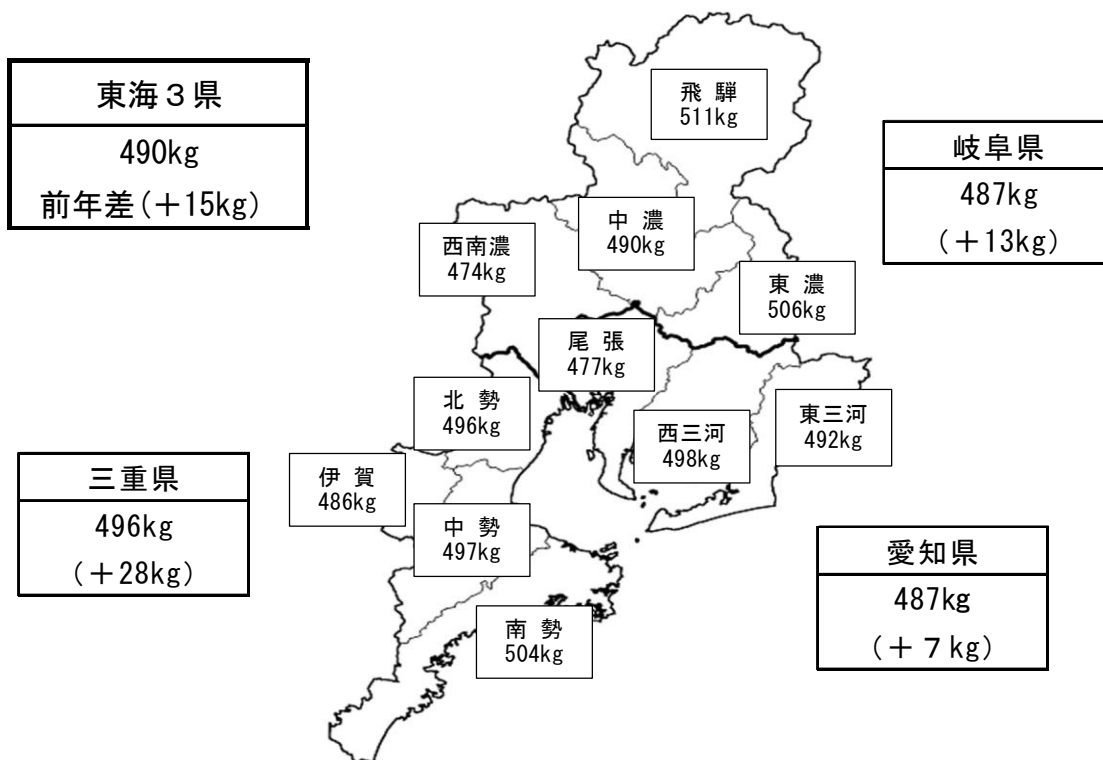 東海３県
490kg
前年差(＋15kg)
飛 騨
511kg
岐阜県
487kg
(＋13kg)
中 濃
490kg
西南濃
474kg
東 濃
506kg
尾 張
477kg
北 勢
496kg
西三河
498kg
東三河
492kg
三重県
496kg
(＋28kg)
伊 賀
486kg
中 勢
497kg
愛知県
487kg
(＋７kg)
南 勢
504kg